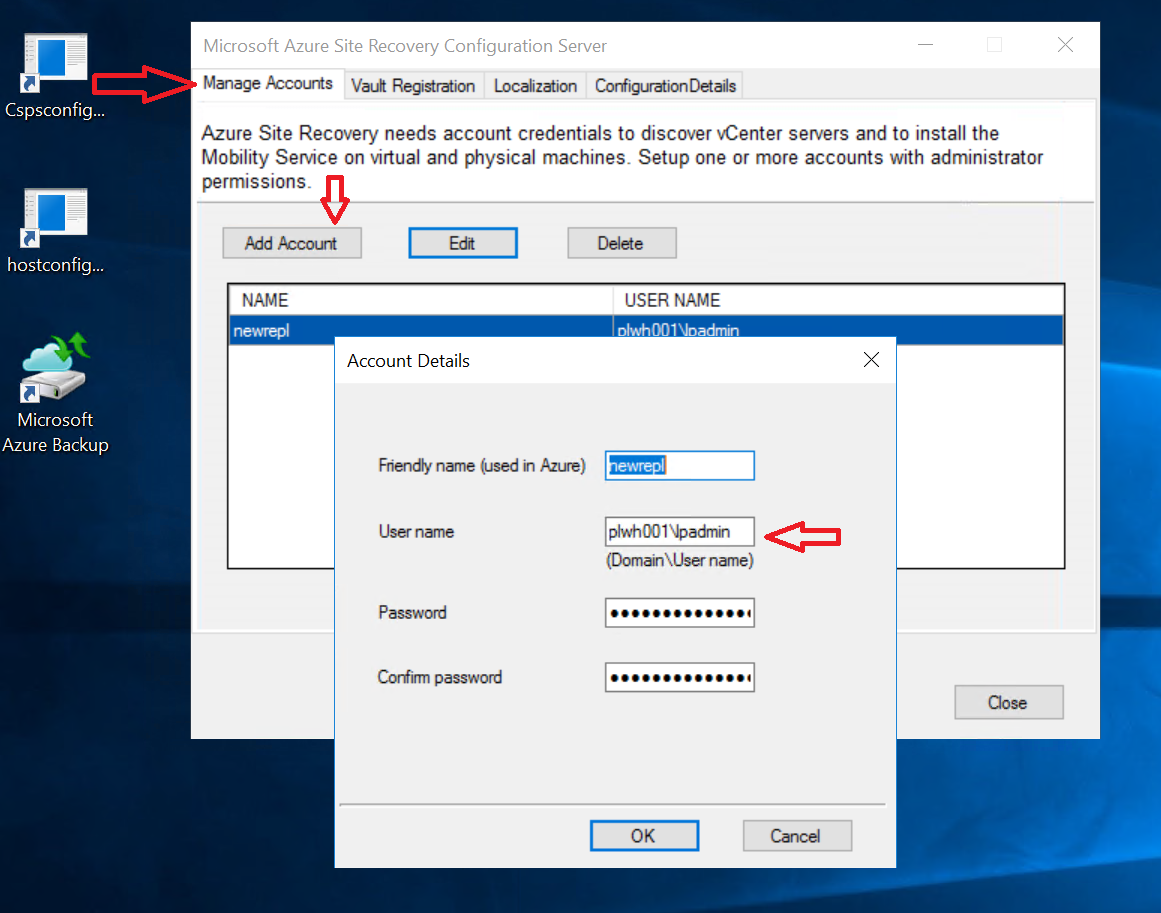 Cspsconfig...
hostconfig...
Microsoft
Azure Backup
Microsoft Azure Site Recovery Configuration Server
Manage Accounts Vault Registration Localization ConfigurationDetails
Azure Site Recovery needs account credentials to discover vCenter servers and to install the
Mobility Service on virtual and physical machines. Setup one or more accounts with administrator
permissions.
Add Account Edit Delete
NAME USER NAME
newrepl plwh001\lpadmin
Account Details
Friendly name (used in Azure) newrepl
User name plwh001\lpadmin
(Domain\User name)
Password ••••••••••••••
Confirm password ••••••••••••••
Close
OK Cancel